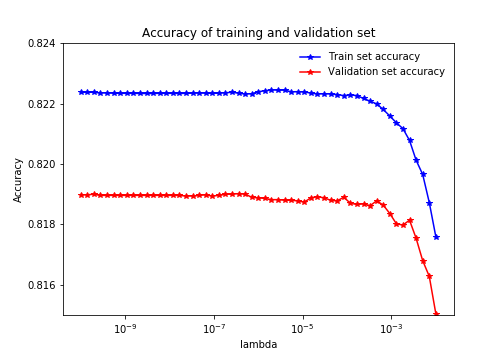 Accuracy of training and validation set
0.824
0.822
0.820
0.818
0.816
Accuracy
Train set accuracy
Validation set accuracy
10⁻⁹
10⁻⁷
10⁻⁵
10⁻³
lambda